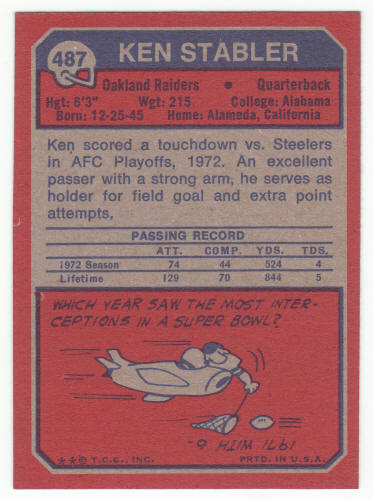 487
KEN STABLER
Oakland Raiders • Quarterback
Hgt: 6'3" Wgt: 215 College: Alabama
Born: 12-25-45 Home: Alameda, California
Ken scored a touchdown vs. Steelers
in AFC Playoffs, 1972. An excellent
passer with a strong arm, he serves as
holder for field goal and extra point
attempts.
PASSING RECORD
ATT. COMP. YDS. TDS.
1972 Season 74 44 524 4
Lifetime 129 70 844 5
WHICH YEAR SAW THE MOST INTER-
CEPTIONS IN A SUPER BOWL?
1971 WITH 6-
**© T.C.G., INC. PRTD. IN U.S.A.